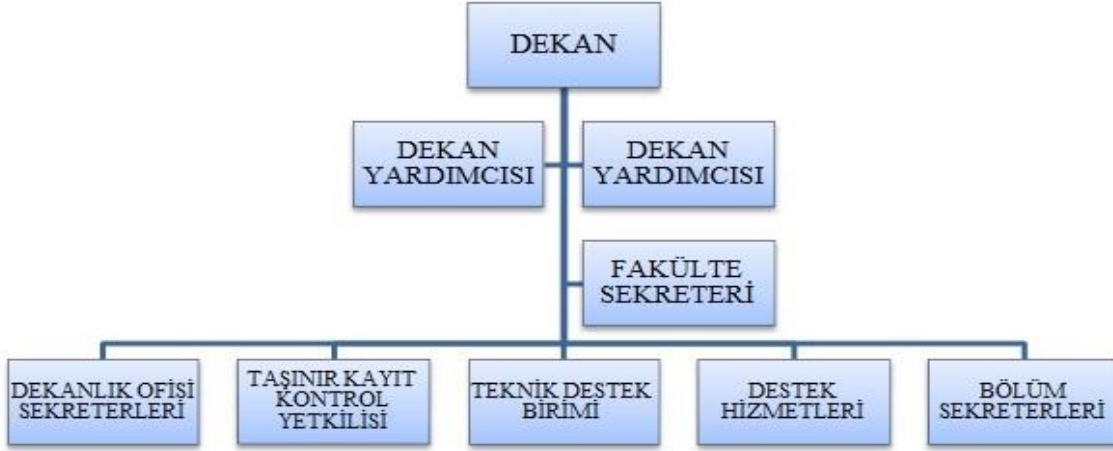 DEKAN
DEKAN
YARDIMCISI
DEKAN
YARDIMCISI
FAKÜLTE
SEKRETERİ
DEKANLIK OFİSİ
SEKRETERLERİ
TAŞINIR KAYIT
KONTROL
YETKİLİSİ
TEKNİK DESTEK
BİRİMİ
DESTEK
HİZMETLERİ
BÖLÜM
SEKRETERLERİ